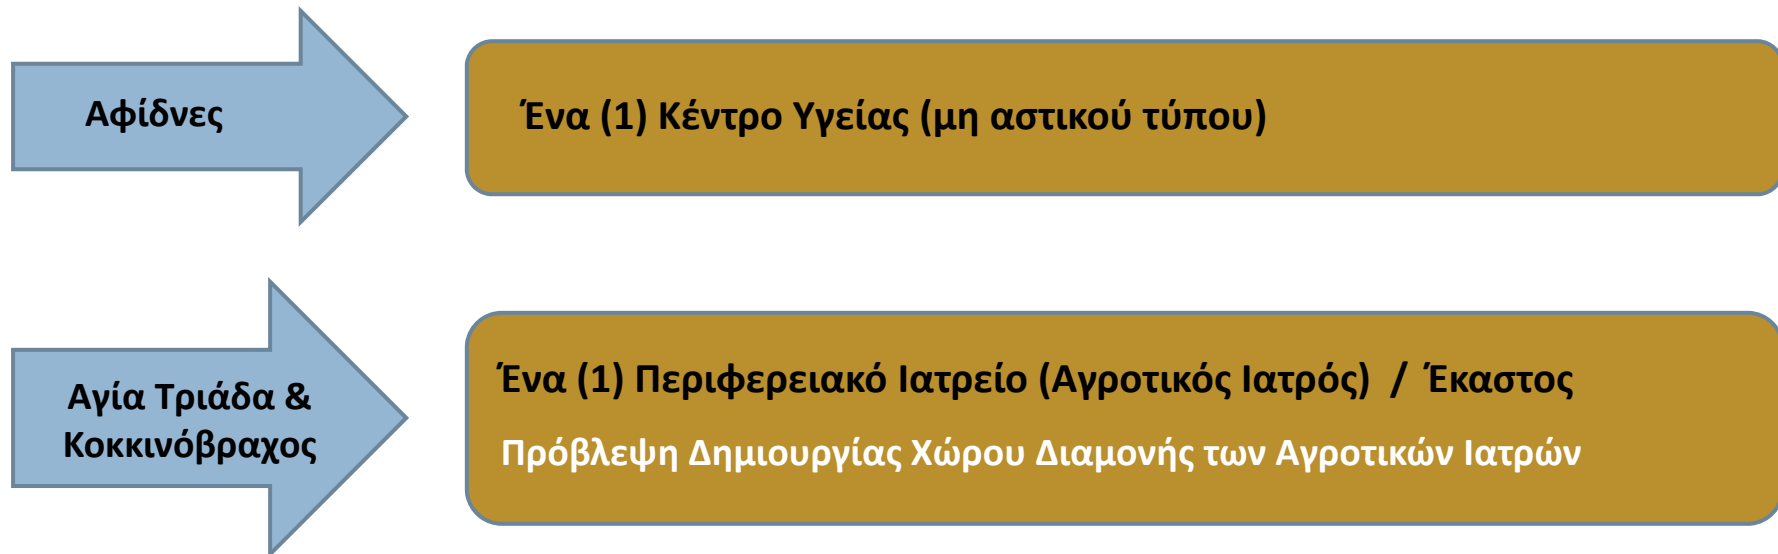 Αφίδνες
Ένα (1) Κέντρο Υγείας (μη αστικού τύπου)
Αγία Τριάδα &
Κοκκινόβραχος
Ένα (1) Περιφερειακό Ιατρείο (Αγροτικός Ιατρός) / Έκαστος
Πρόβλεψη Δημιουργίας Χώρου Διαμονής των Αγροτικών Ιατρών